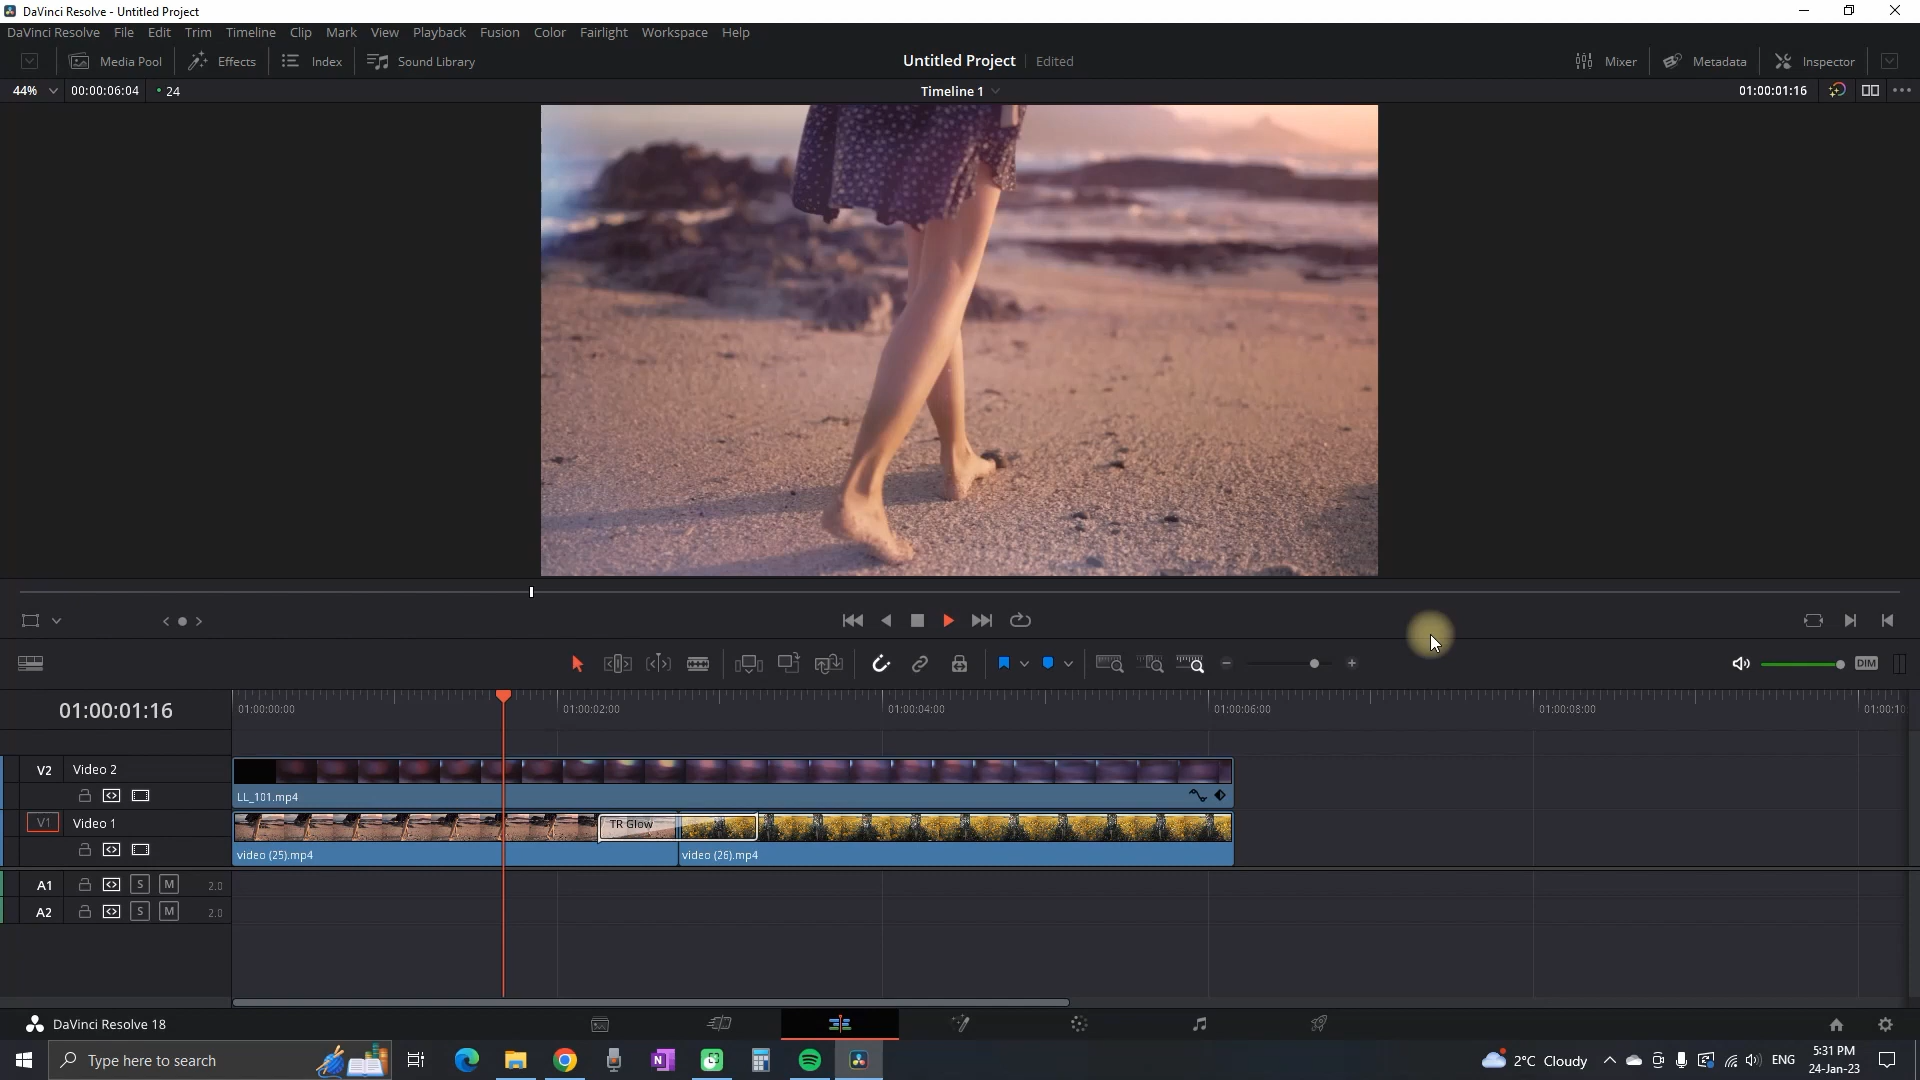 DaVinci Resolve - Untitled Project
DaVinci Resolve File Edit Trim Timeline Clip Mark View Playback Fusion Color Fairlight Workspace Help
Media Pool Effects Index Sound Library Untitled Project Edited Mixer Metadata Inspector
44% 00:00:06:04 24 Timeline 1 01:00:01:16
DIM
01:00:01:16 01:00:00:00 01:00:02:00 01:00:04:00 01:00:06:00 01:00:08:00 01:00:10
V2 Video 2
LL_101.mp4
V1 Video 1 TR Glow
video (25).mp4 video (26).mp4
A1 S M 2.0
A2 S M 2.0
DaVinci Resolve 18
Type here to search 2°C Cloudy ENG 5:31 PM
24-Jan-23